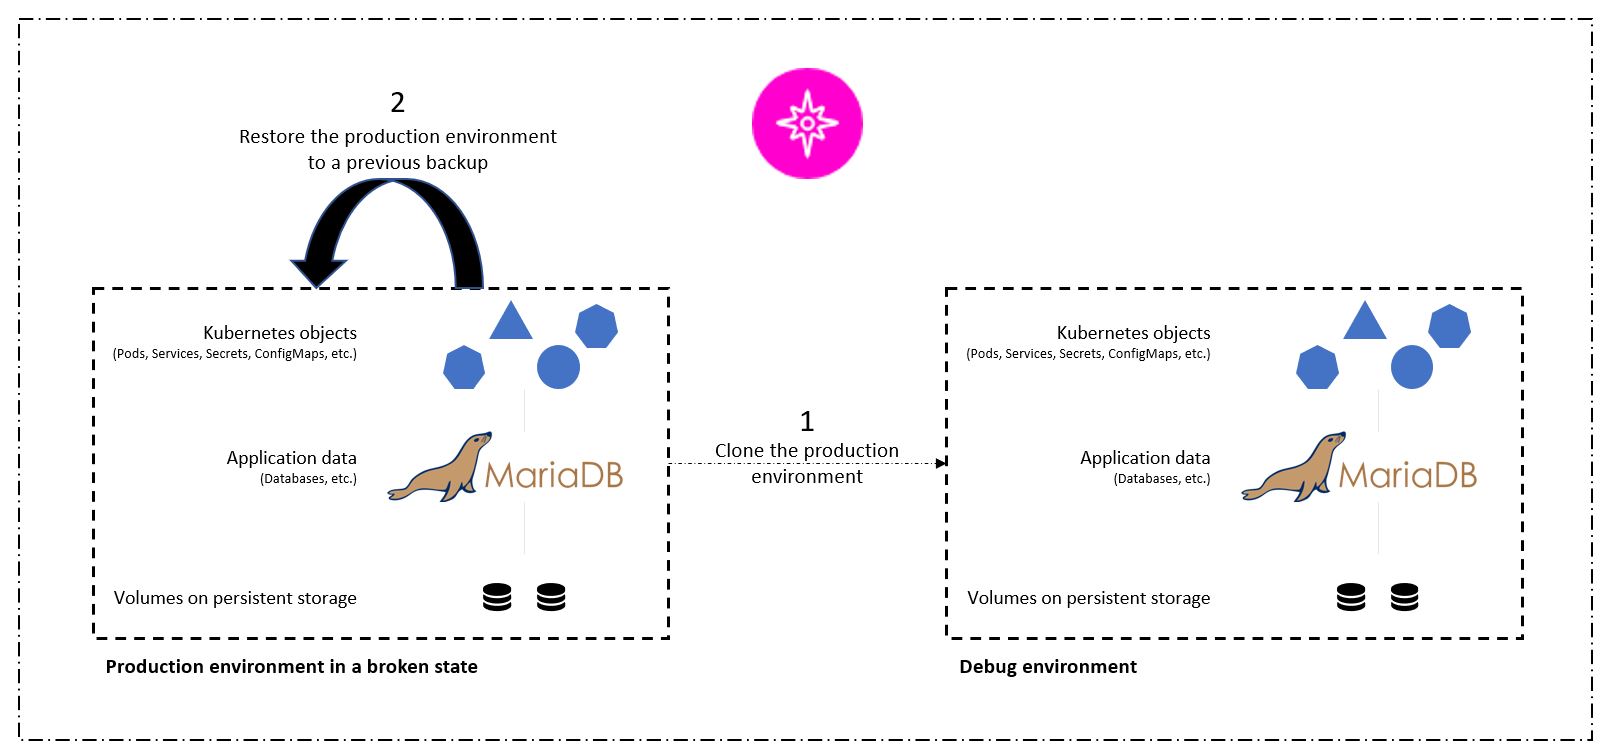 2
Restore the production environment
to a previous backup
Kubernetes objects
(Pods, Services, Secrets, ConfigMaps, etc.)
Application data
(Databases, etc.)
MariaDB
Volumes on persistent storage
Production environment in a broken state
1
Clone the production
environment
Kubernetes objects
(Pods, Services, Secrets, ConfigMaps, etc.)
Application data
(Databases, etc.)
MariaDB
Volumes on persistent storage
Debug environment